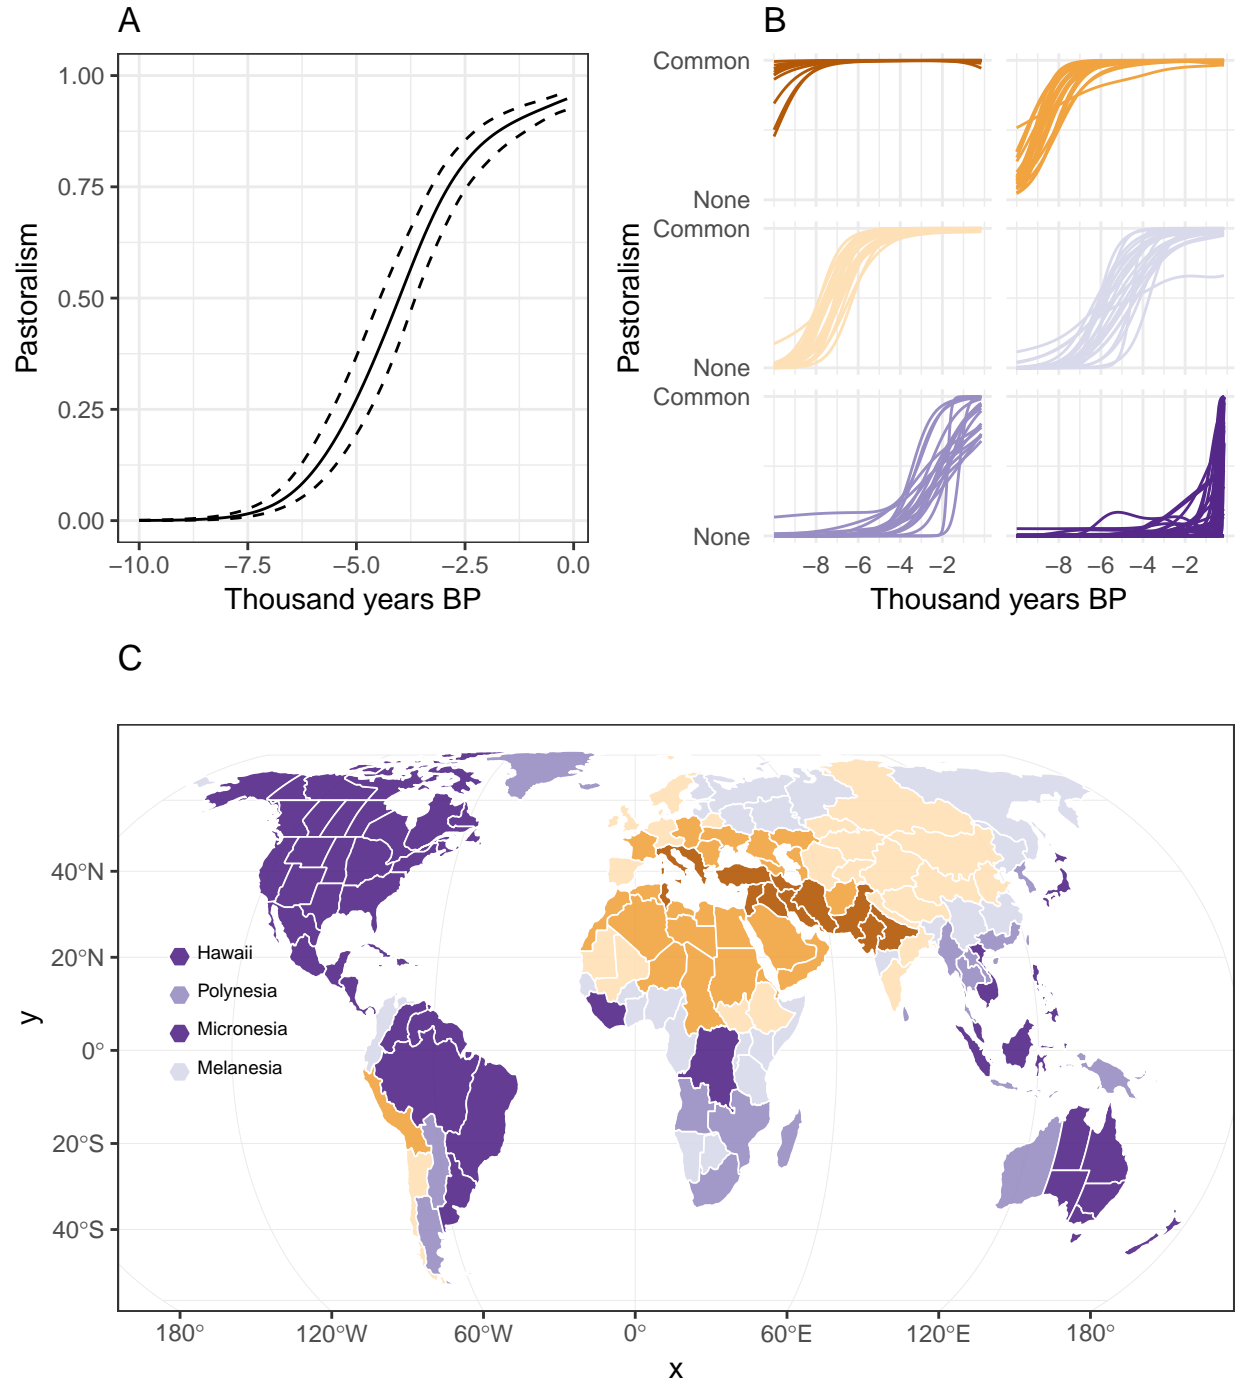 A
1.00
0.75
0.50
0.25
0.00
Pastoralism
−10.0 −7.5 −5.0 −2.5 0.0
Thousand years BP
B
Common
None
Common
None
Common
None
Pastoralism
−8 −6 −4 −2 −8 −6 −4 −2
Thousand years BP
C
40°N
20°N
0°
20°S
40°S
y
Hawaii
Polynesia
Micronesia
Melanesia
180° 120°W 60°W 0° 60°E 120°E 180°
x